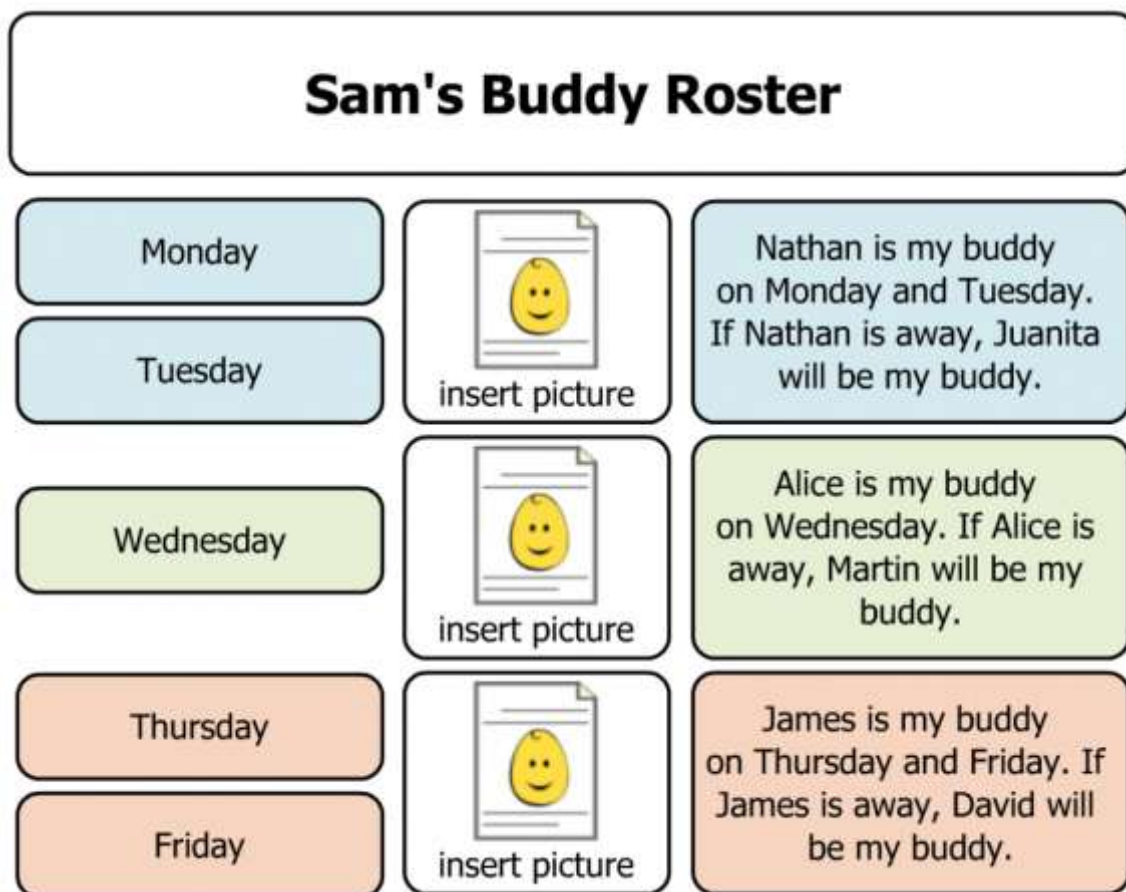 Sam's Buddy Roster
Monday
Tuesday
insert picture
Nathan is my buddy
on Monday and Tuesday.
If Nathan is away, Juanita
will be my buddy.
Wednesday
insert picture
Alice is my buddy
on Wednesday. If Alice is
away, Martin will be my
buddy.
Thursday
Friday
insert picture
James is my buddy
on Thursday and Friday. If
James is away, David will
be my buddy.